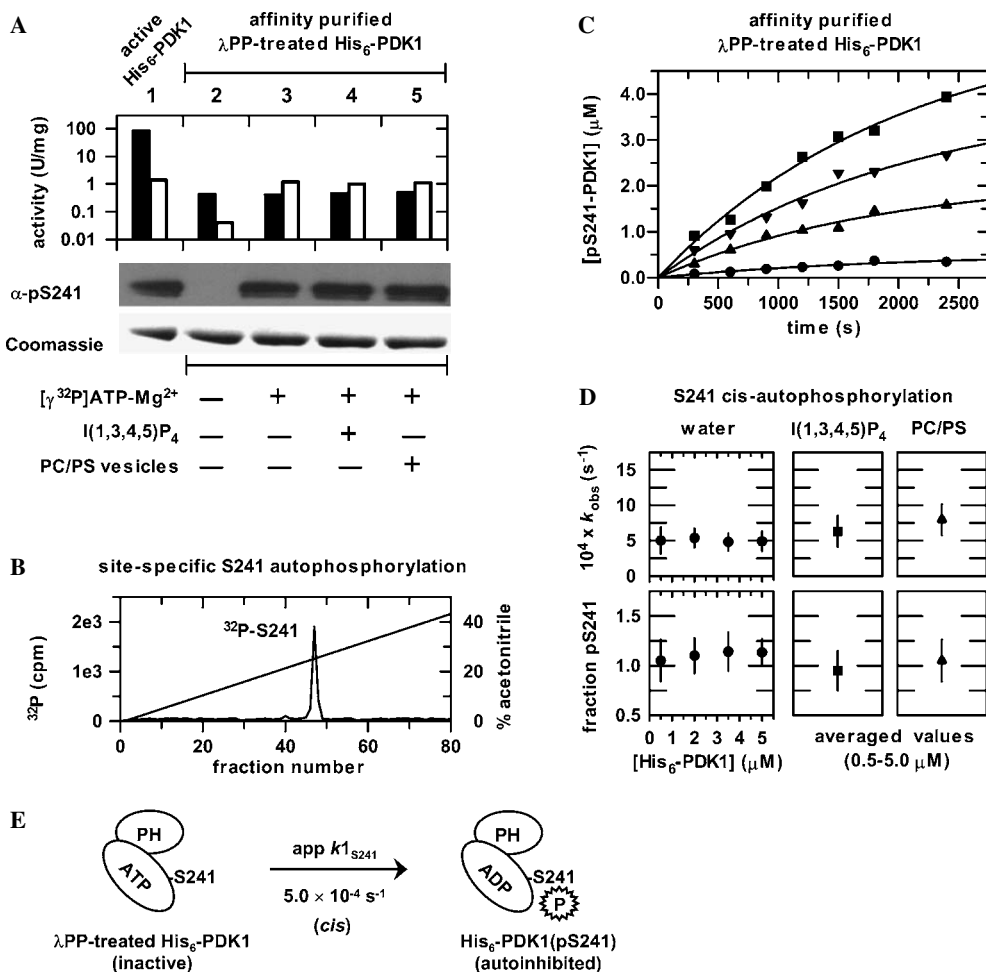 A
active
His6-PDK1
affinity purified
λPP-treated His6-PDK1
1 2 3 4 5
activity (U/mg)
100
10
1
0.1
0.01
α-pS241
Coomassie
[γ32P]ATP-Mg2+ — + + +
I(1,3,4,5)P4 — — + —
PC/PS vesicles — — — +
B
site-specific S241 autophosphorylation
32P (cpm)
2e3
1e3
0
32P-S241
40
20
0
% acetonitrile
0 20 40 60 80
fraction number
C
affinity purified
λPP-treated His6-PDK1
[pS241-PDK1] (μM)
4.0
3.0
2.0
1.0
0.0
0 500 1000 1500 2000 2500
time (s)
D
S241 cis-autophosphorylation
water I(1,3,4,5)P4 PC/PS
10^4 x kobs (s-1)
15
10
5
0
fraction pS241
1.5
1.0
0.5
0 1 2 3 4 5
[His6-PDK1] (μM)
averaged values
(0.5-5.0 μM)
E
PH
ATP
-S241
λPP-treated His6-PDK1
(inactive)
app k1S241
5.0 × 10-4 s-1
(cis)
PH
ADP
-S241
P
His6-PDK1(pS241)
(autoinhibited)